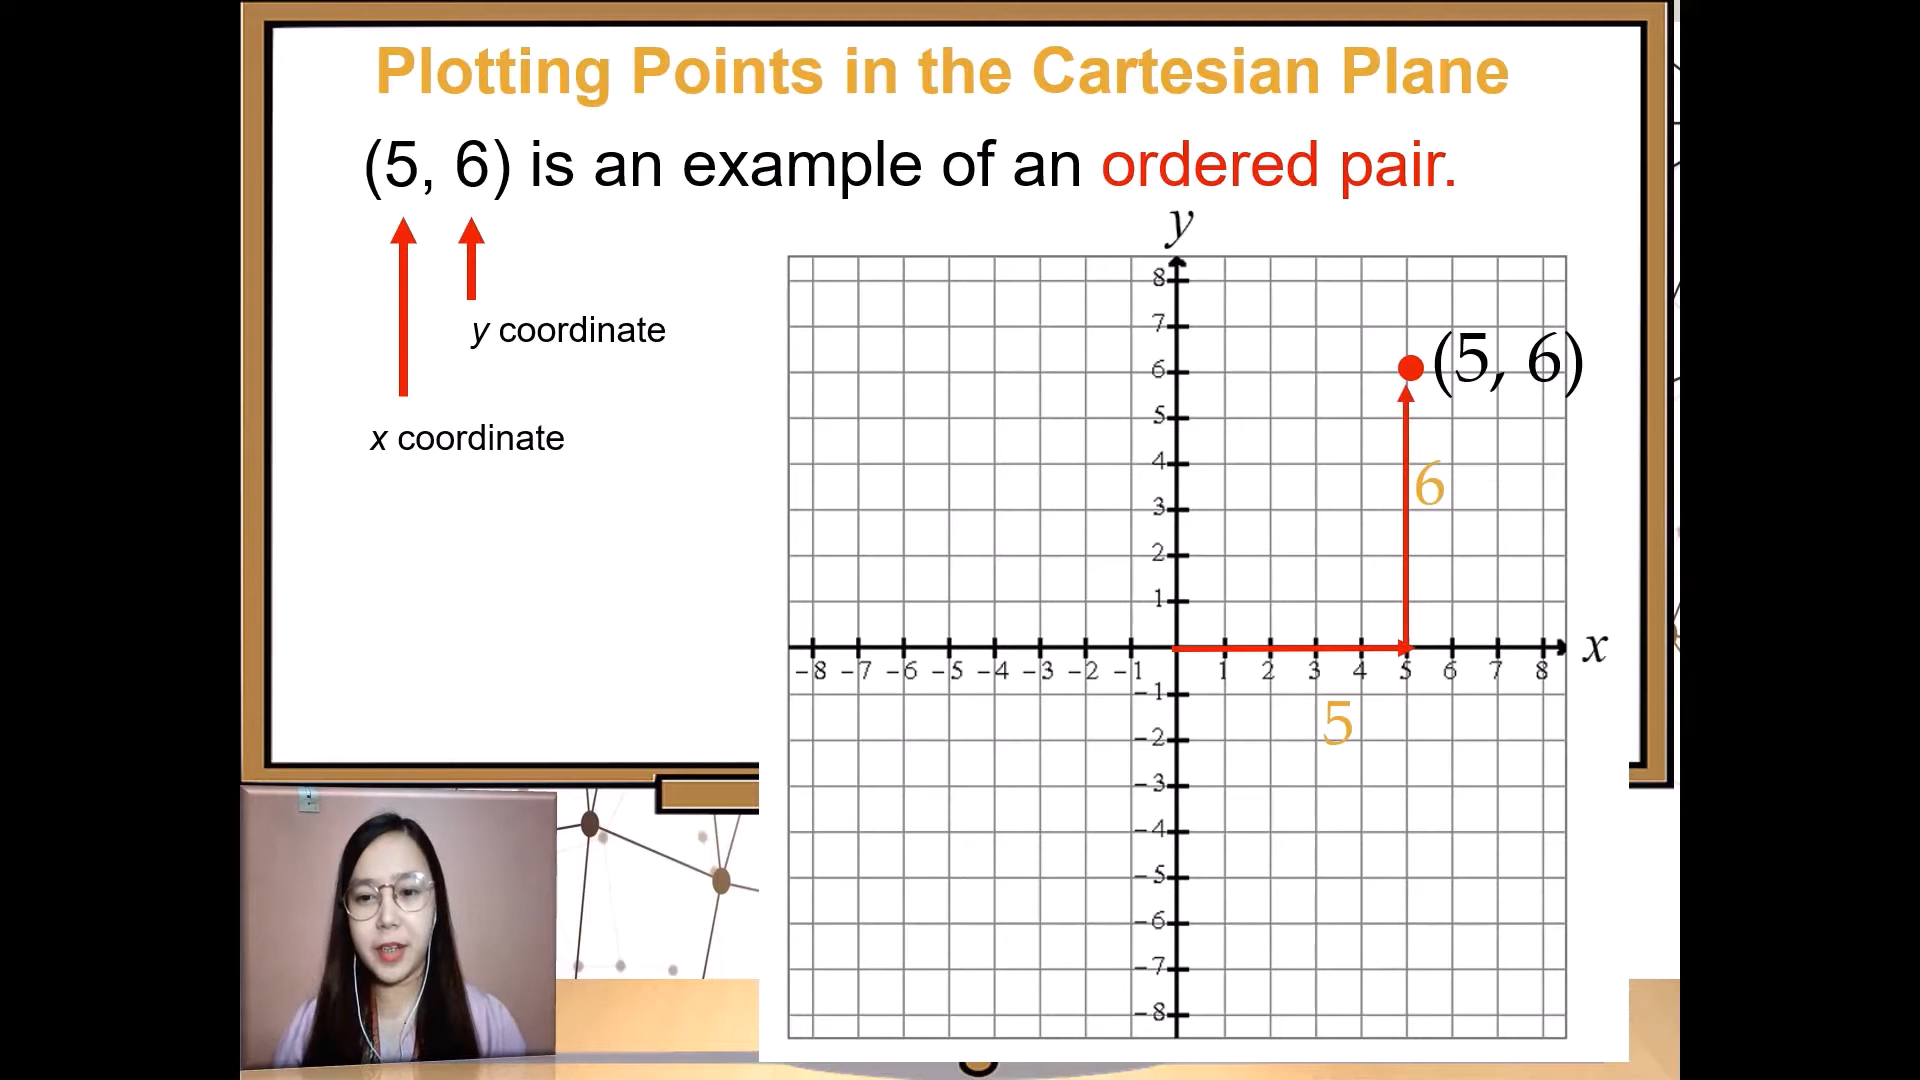 Plotting Points in the Cartesian Plane
(5, 6) is an example of an ordered pair.
y coordinate
x coordinate
y
8
7
6
(5, 6)
5
4
6
3
2
1
x
-8 -7 -6 -5 -4 -3 -2 -1 1 2 3 4 5 6 7 8
-1
5
-2
-3
-4
-5
-6
-7
-8